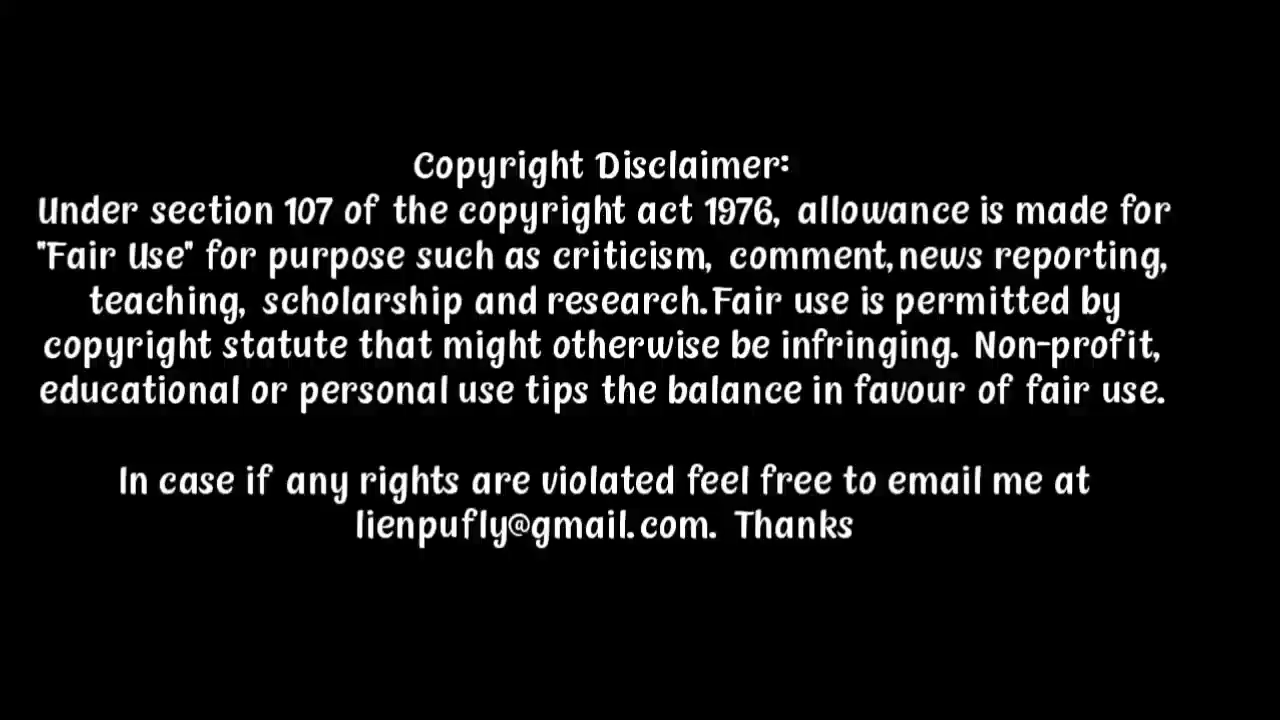 Copyright Disclaimer:
Under section 107 of the copyright act 1976, allowance is made for
"Fair Use" for purpose such as criticism, comment,news reporting,
teaching, scholarship and research.Fair use is permitted by
copyright statute that might otherwise be infringing. Non-profit,
educational or personal use tips the balance in favour of fair use.
In case if any rights are violated feel free to email me at
lienpufly@gmail.com. Thanks